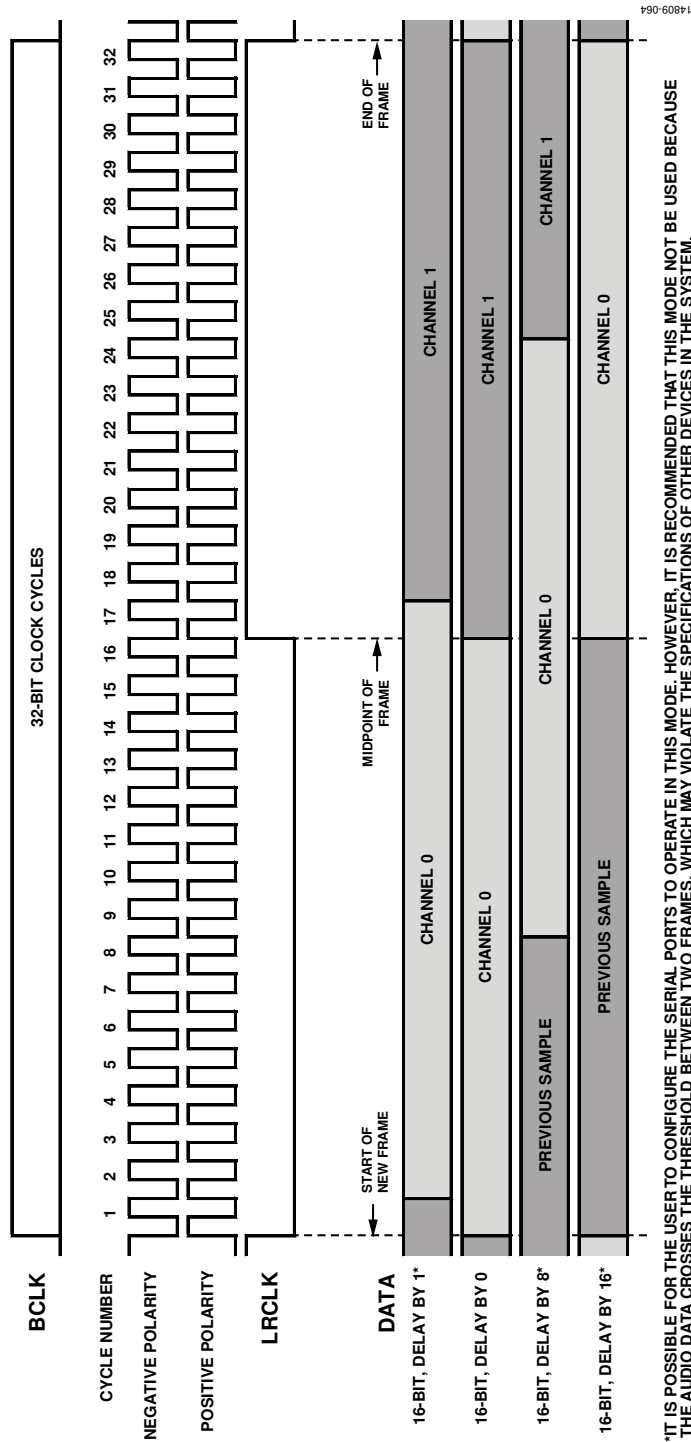 BCLK
32-BIT CLOCK CYCLES
CYCLE NUMBER
1 2 3 4 5 6 7 8 9 10 11 12 13 14 15 16 17 18 19 20 21 22 23 24 25 26 27 28 29 30 31 32
NEGATIVE POLARITY
POSITIVE POLARITY
LRCLK
START OF
NEW FRAME
MIDPOINT OF
FRAME
END OF
FRAME
DATA
16-BIT, DELAY BY 1* CHANNEL 0 CHANNEL 1
16-BIT, DELAY BY 0 CHANNEL 0 CHANNEL 1
16-BIT, DELAY BY 8* PREVIOUS SAMPLE CHANNEL 0 CHANNEL 1
16-BIT, DELAY BY 16* PREVIOUS SAMPLE CHANNEL 0
*IT IS POSSIBLE FOR THE USER TO CONFIGURE THE SERIAL PORTS TO OPERATE IN THIS MODE. HOWEVER, IT IS RECOMMENDED THAT THIS MODE NOT BE USED BECAUSE
THE AUDIO DATA CROSSES THE THRESHOLD BETWEEN TWO FRAMES, WHICH MAY VIOLATE THE SPECIFICATIONS OF OTHER DEVICES IN THE SYSTEM.
14809-064